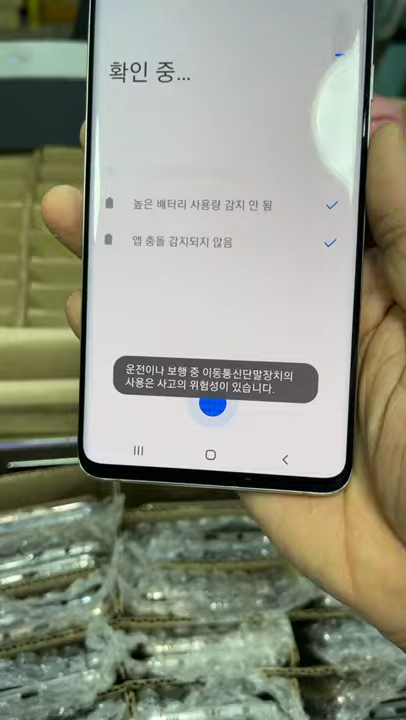 확인 중...
높은 배터리 사용량 감지 안 됨
앱 충돌 감지되지 않음
운전이나 보행 중 이동통신단말장치의
사용은 사고의 위험성이 있습니다.